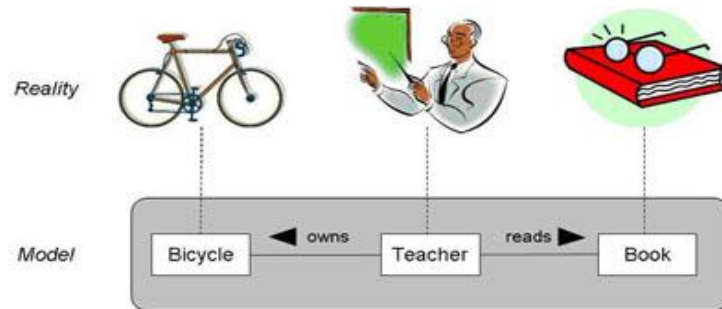 Reality
Model
Bicycle
owns
Teacher
reads
Book